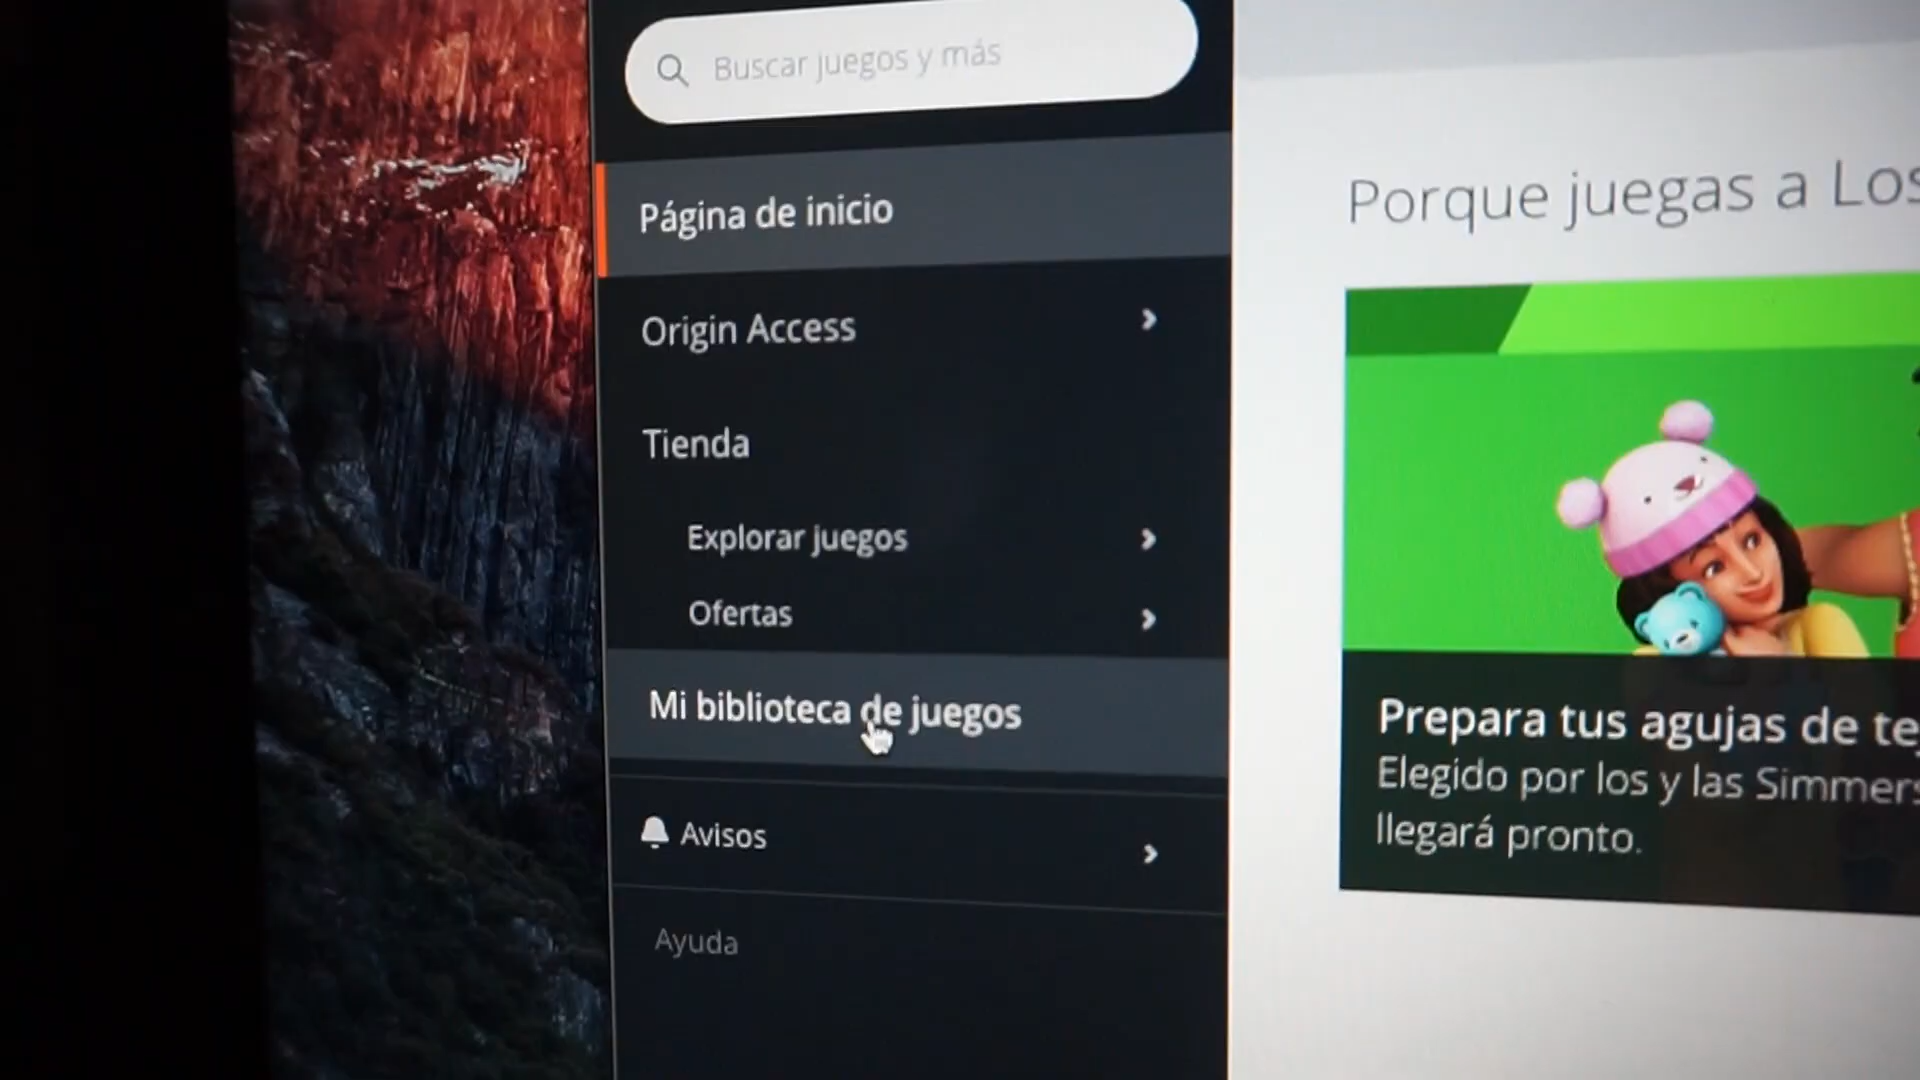 Buscar juegos y más
Página de inicio
Origin Access
Tienda
Explorar juegos
Ofertas
Mi biblioteca de juegos
Avisos
Ayuda
Porque juegas a Los
Prepara tus agujas de
Elegido por los y las Simmers
llegará pronto.